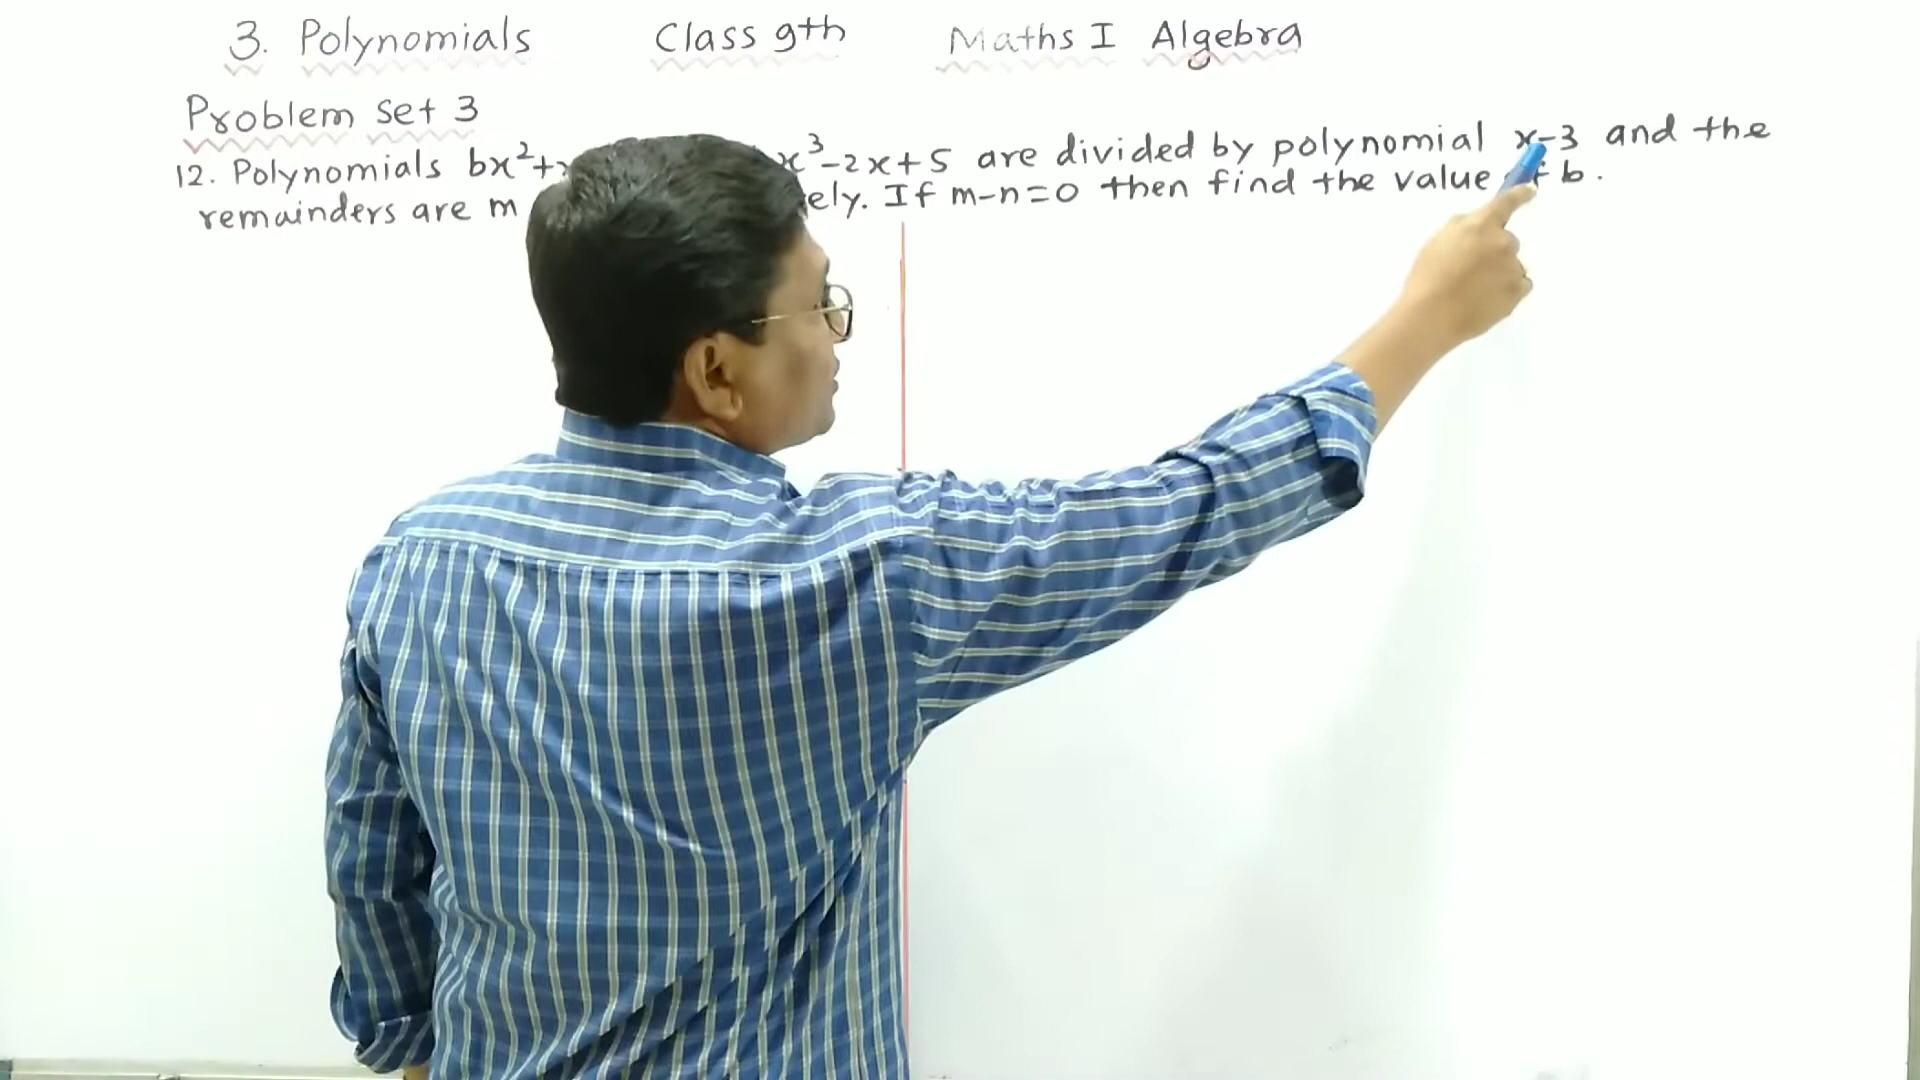 3. Polynomials Class 9th Maths I Algebra
Problem set 3
12. Polynomials bx²+ x³-2x+5 are divided by polynomial x-3 and the
remainders are m ely. If m-n=0 then find the value b.